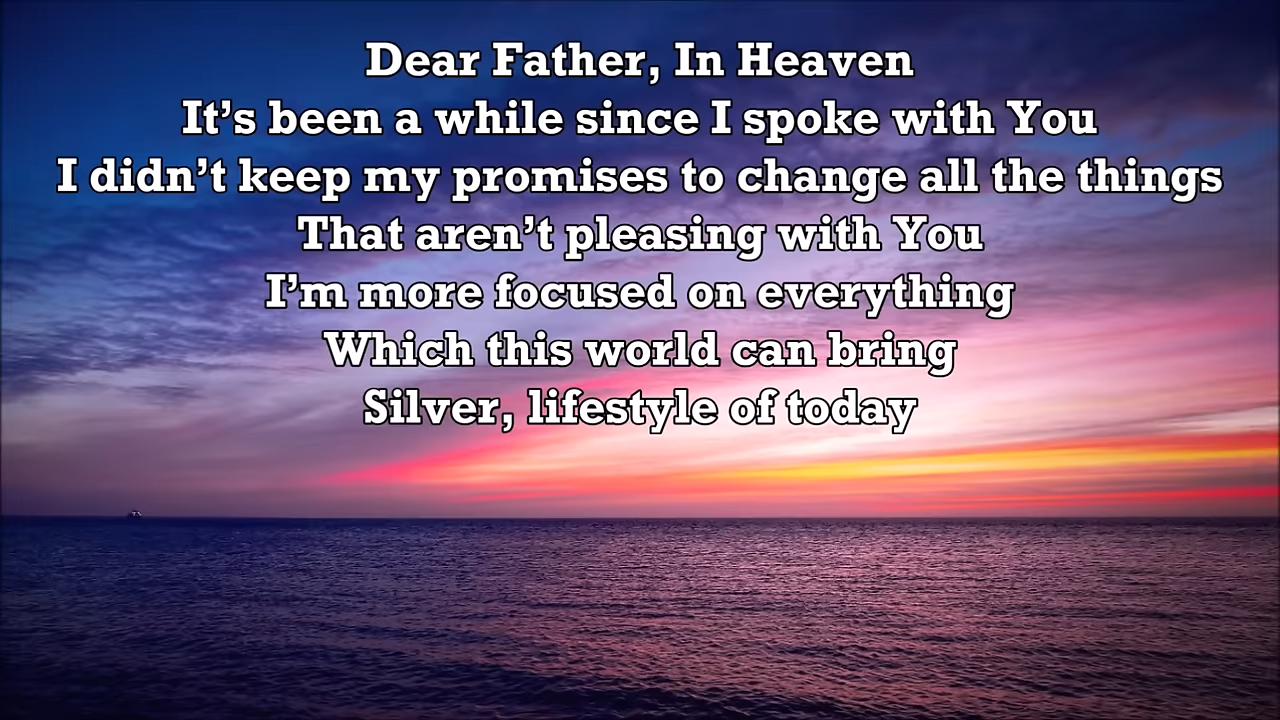 Dear Father, In Heaven
It’s been a while since I spoke with You
I didn’t keep my promises to change all the things
That aren’t pleasing with You
I’m more focused on everything
Which this world can bring
Silver, lifestyle of today